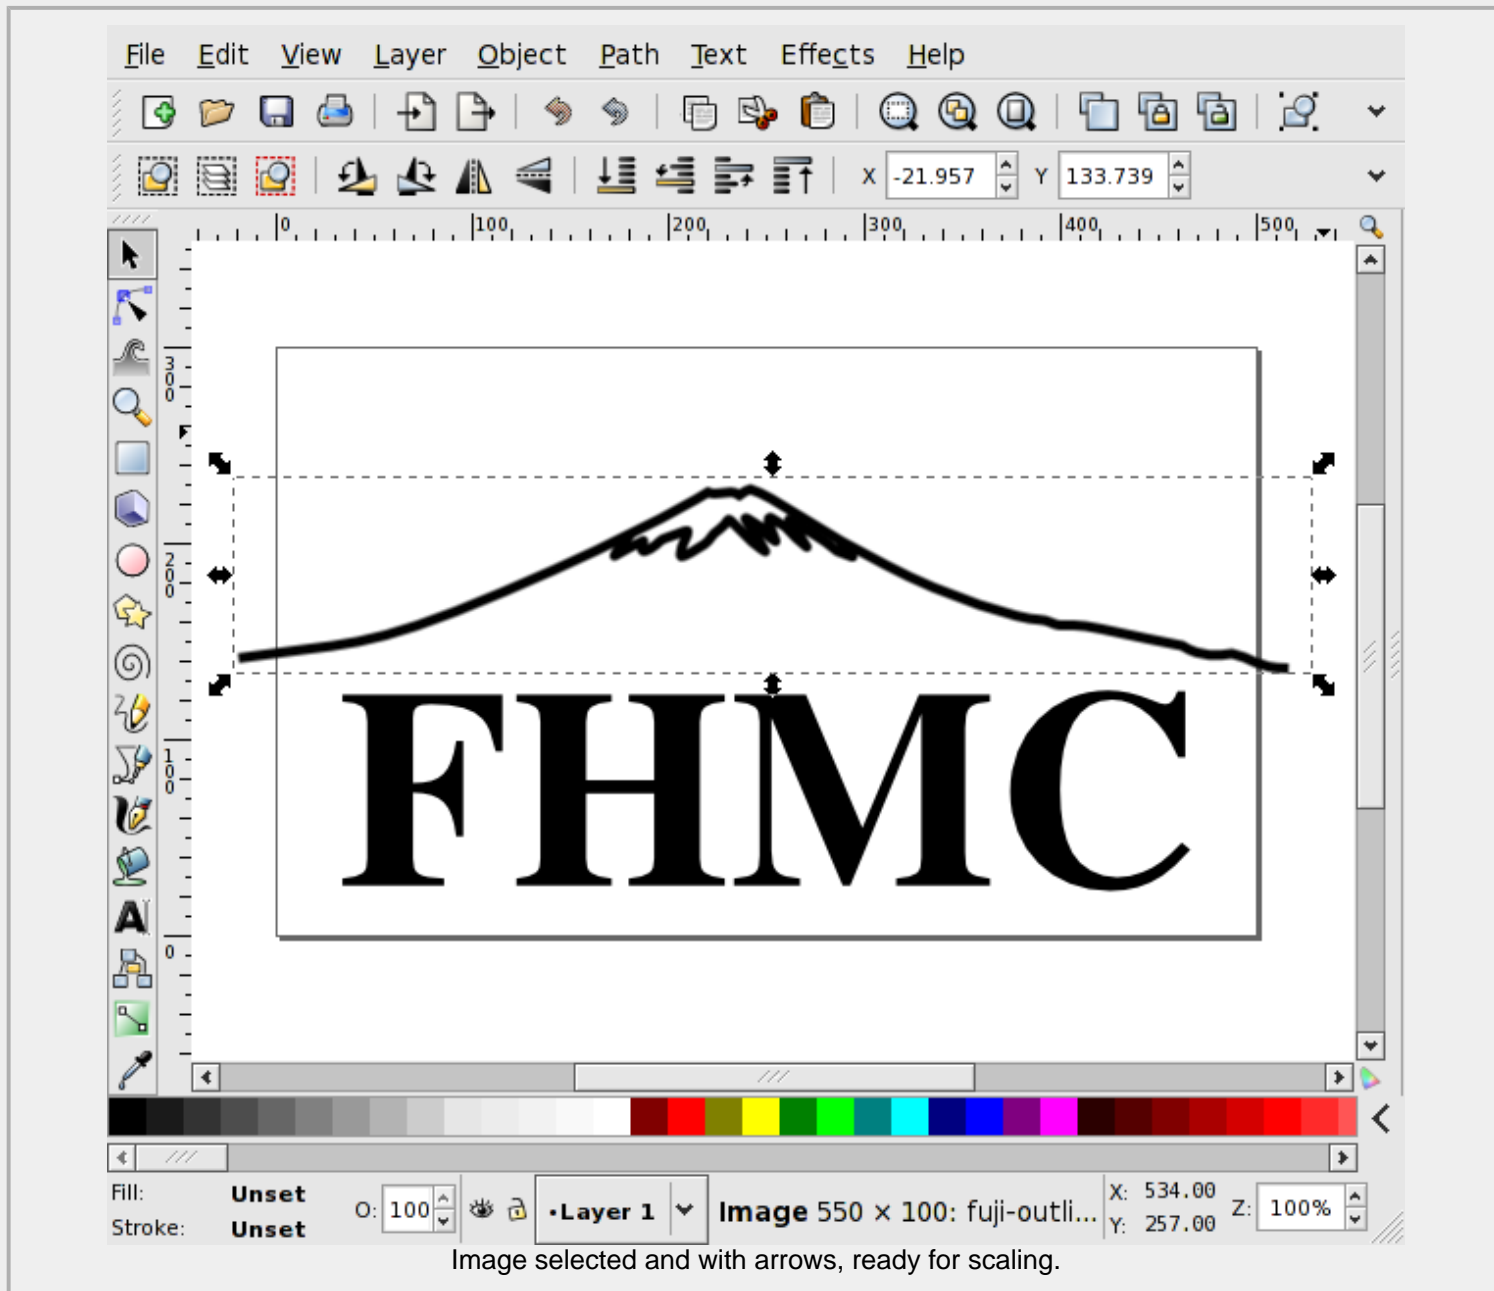 File Edit View Layer Object Path Text Effects Help
X -21.957 Y 133.739
0 100 200 300 400 500
300
200
100
0
FHMC
Fill: Unset
Stroke: Unset
O: 100
•Layer 1
Image 550 × 100: fuji-outli...
X: 534.00
Y: 257.00
Z: 100%
Image selected and with arrows, ready for scaling.